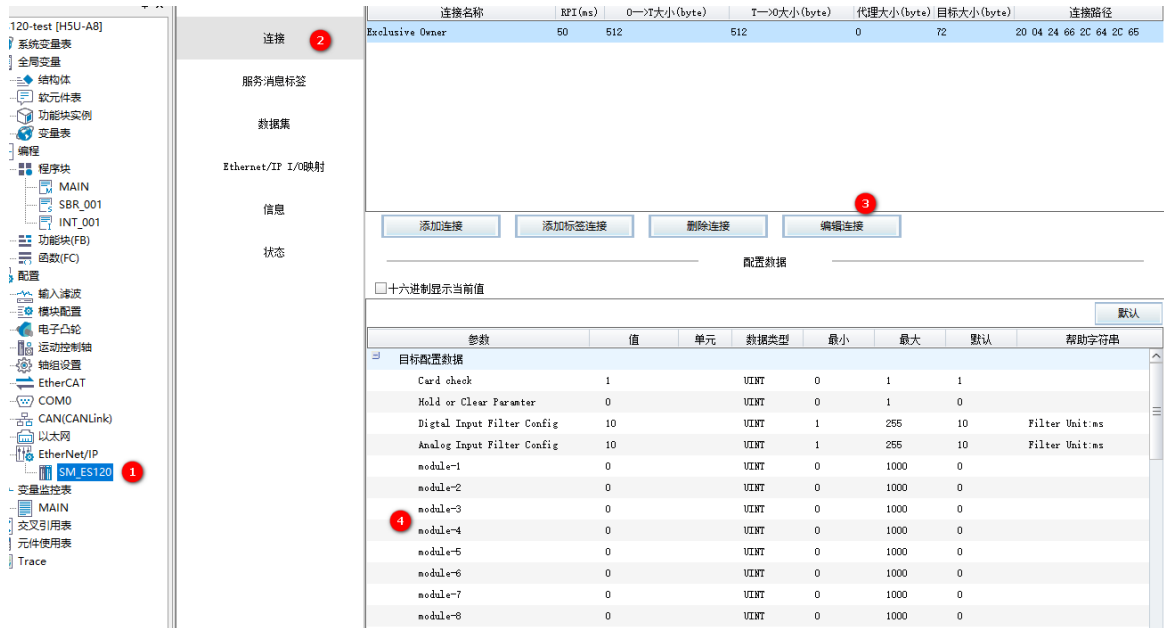 120-test [H5U-A8]
系统变量表
全局变量
结构体
软元件表
功能块实例
变量表
编程
程序块
MAIN
SBR_001
INT_001
功能块(FB)
函数(FC)
配置
输入滤波
模块配置
电子凸轮
运动控制轴
轴组设置
EtherCAT
COM0
CAN(CANLink)
以太网
EtherNet/IP
SM_ES120 1
变量监控表
MAIN
交叉引用表
元件使用表
Trace
连接 2
服务消息标签
数据集
Ethernet/IP I/O映射
信息
状态
连接名称 RPI(ms) O—>T大小(byte) T—>O大小(byte) 代理大小(byte) 目标大小(byte) 连接路径
Exclusive Owner 50 512 512 0 72 20 04 24 66 2C 64 2C 65
3
添加连接 添加标签连接 删除连接 编辑连接
配置数据
十六进制显示当前值
默认
参数 值 单元 数据类型 最小 最大 默认 帮助字符串
目标配置数据
Card check 1 UINT 0 1 1
Hold or Clear Paramter 0 UINT 0 1 0
Digtal Input Filter Config 10 UINT 1 255 10 Filter Unit:ms
Analog Input Filter Config 10 UINT 1 255 10 Filter Unit:ms
module-1 0 UINT 0 1000 0
module-2 0 UINT 0 1000 0
module-3 0 UINT 0 1000 0
4 module-4 0 UINT 0 1000 0
module-5 0 UINT 0 1000 0
module-6 0 UINT 0 1000 0
module-7 0 UINT 0 1000 0
module-8 0 UINT 0 1000 0